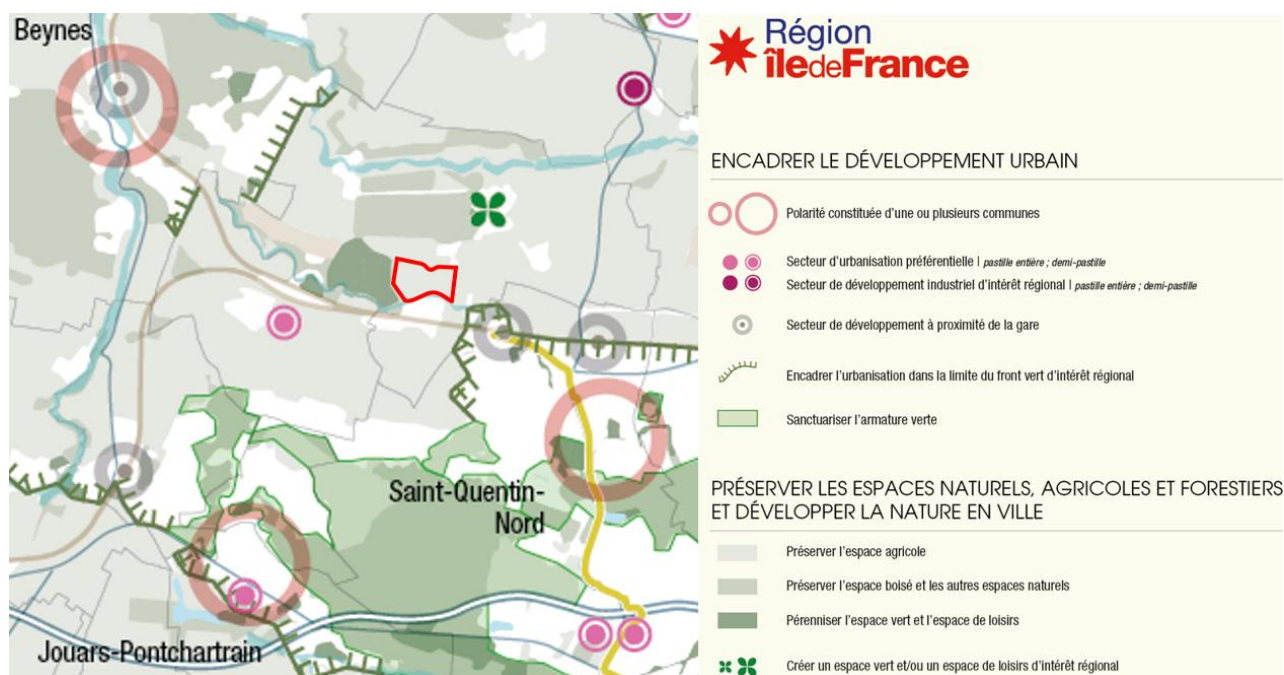 Beynes
Saint-Quentin-
Nord
Jouars-Pontchartrain
Région
îledeFrance
ENCADRER LE DÉVELOPPEMENT URBAIN
Polarité constituée d'une ou plusieurs communes
Secteur d'urbanisation préférentielle | pastille entière ; demi-pastille
Secteur de développement industriel d'intérêt régional | pastille entière ; demi-pastille
Secteur de développement à proximité de la gare
Encadrer l'urbanisation dans la limite du front vert d'intérêt régional
Sanctuariser l'armature verte
PRÉSERVER LES ESPACES NATURELS, AGRICOLES ET FORESTIERS
ET DÉVELOPPER LA NATURE EN VILLE
Préserver l'espace agricole
Préserver l'espace boisé et les autres espaces naturels
Pérenniser l'espace vert et l'espace de loisirs
Créer un espace vert et/ou un espace de loisirs d'intérêt régional